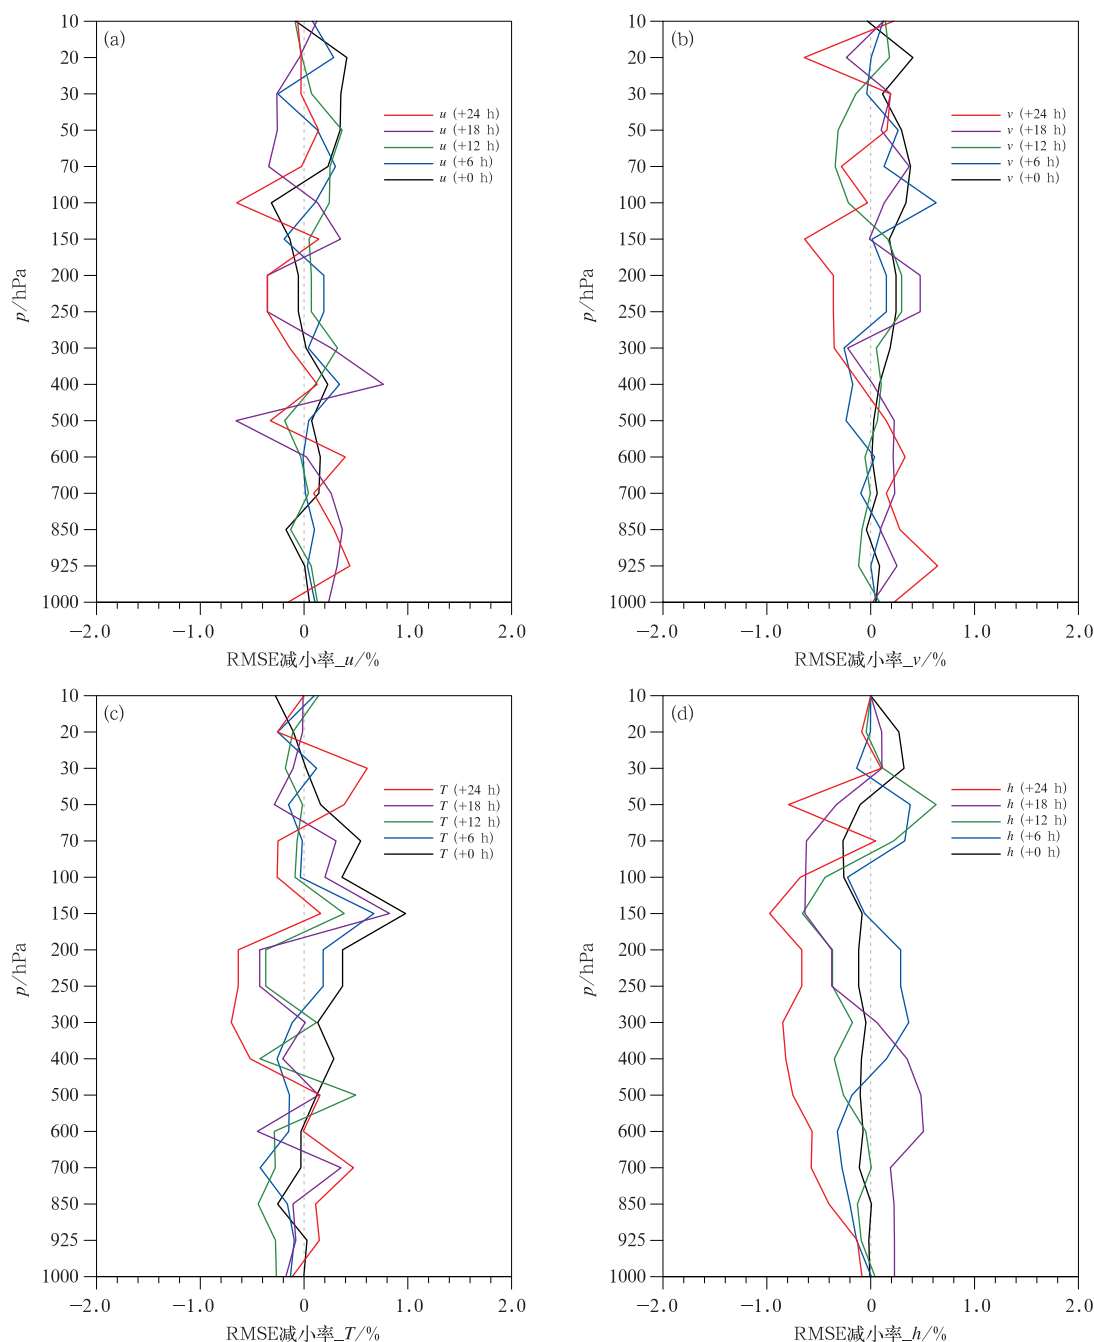 (a)
10
20
30
50
70
100
150
200
250
300
400
500
600
700
850
925
1000
p/hPa
u (+24 h)
u (+18 h)
u (+12 h)
u (+6 h)
u (+0 h)
−2.0 −1.0 0 1.0 2.0
RMSE减小率_u/%
(b)
10
20
30
50
70
100
150
200
250
300
400
500
600
700
850
925
1000
p/hPa
v (+24 h)
v (+18 h)
v (+12 h)
v (+6 h)
v (+0 h)
−2.0 −1.0 0 1.0 2.0
RMSE减小率_v/%
(c)
10
20
30
50
70
100
150
200
250
300
400
500
600
700
850
925
1000
p/hPa
T (+24 h)
T (+18 h)
T (+12 h)
T (+6 h)
T (+0 h)
−2.0 −1.0 0 1.0 2.0
RMSE减小率_T/%
(d)
10
20
30
50
70
100
150
200
250
300
400
500
600
700
850
925
1000
p/hPa
h (+24 h)
h (+18 h)
h (+12 h)
h (+6 h)
h (+0 h)
−2.0 −1.0 0 1.0 2.0
RMSE减小率_h/%